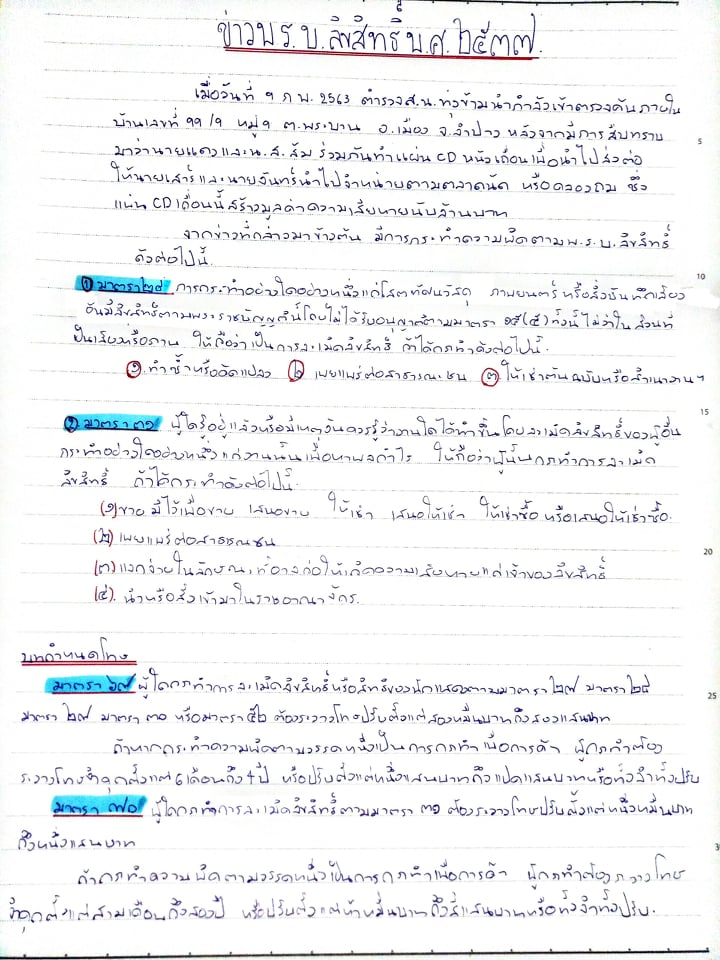 ข่าวพ.ร.บ.ลิขสิทธิ์ พ.ศ.๒๕๓๗.
เมื่อวันที่ ๑ ก.พ. 2563 ตำรวจส.น.ทุ่งข้ามนำกำลังเข้าตรวจค้นภายใน
5
บ้านเลขที่ ๑๑/๑ หมู่๑ ต.พระบาน อ.เมือง จ.ลำปาง หลังจากมีการสืบทราบ
มาว่านายแดงและน.ส.ส้ม ร่วมกันทำแผ่น CD หนังเถื่อนเพื่อนำไปส่งต่อ
ให้นายเสาร์และนายจันทร์นำไปจำหน่ายตามตลาดนัด หรือคลองถม ซึ่ง
แผ่น CD เถื่อนนี้สร้างมูลค่าความเสียหายนับล้านบาท
จากข่าวที่กล่าวมาข้างต้น มีการกระทำความผิดตามพ.ร.บ.ลิขสิทธิ์
ดังต่อไปนี้.
10
① มาตรา๒๘ การกระทำอย่างใดอย่างหนึ่งแก่โสตทัศนวัสดุ ภาพยนตร์ หรือสิ่งบันทึกเสียง
อันมีลิขสิทธิ์ตามพระราชบัญญัตินี้โดยไม่ได้รับอนุญาตตามมาตรา ๑๕(๕) ทั้งนี้ ไม่ว่าใน ส่วนที่
เป็นเสียงหรือภาพ ให้ถือว่าเป็นการละเมิดลิขสิทธิ์ ถ้าได้กระทำดังต่อไปนี้.
๑. ทำซ้ำหรือดัดแปลง ๒ เผยแพร่ต่อสาธารณะชน ๓. ให้เช่าต้นฉบับหรือสำเนางานฯ
15
②. มาตรา๓๑ ผู้ใดรู้อยู่แล้วหรือมีเหตุอันควรรู้ว่างานใดได้ทำขึ้นโดยละเมิดลิขสิทธิ์ของผู้อื่น
กระทำอย่างใดอย่างหนึ่งแก่งานนั้นเพื่อหาผลกำไร ให้ถือว่าผู้นั้นกระทำการละเมิด
ลิขสิทธิ์ ถ้าได้กระทำดังต่อไปนี้.
(๑)ขาย มีไว้เพื่อขาย เสนอขาย ให้เช่า เสนอให้เช่า ให้เช่าซื้อ หรือเสนอให้เช่าซื้อ.
(๒) เผยแพร่ต่อสาธารณชน
20
(๓) แจกจ่ายในลักษณะที่อาจก่อให้เกิดความเสียหายแก่เจ้าของลิขสิทธิ์
(๔). นำหรือสั่งเข้ามาในราชอาณาจักร.
บทกำหนดโทษ
มาตรา ๖๙ ผู้ใดกระทำการละเมิดลิขสิทธิ์หรือสิทธิของนักแสดงตามมาตรา๒๗ มาตรา๒๘
25
มาตรา ๒๙ มาตรา ๓๐ หรือมาตรา ๕๒ ต้องระวางโทษปรับตั้งแต่สองหมื่นบาทถึงสองแสนบาท
ถ้าหากกระทำความผิดตามวรรคหนึ่งเป็นการกระทำเพื่อการค้า ผู้กระทำต้อง
ระวางโทษจำคุกตั้งแต่ 6 เดือนถึง 4 ปี หรือปรับตั้งแต่หนึ่งแสนบาทถึงแปดแสนบาทหรือทั้งจำทั้งปรับ
มาตรา ๗๐ ผู้ใดกระทำการละเมิดลิขสิทธิ์ตามมาตรา ๓๑ ต้องระวางโทษปรับตั้งแต่หนึ่งหมื่นบาท
ถึงหนึ่งแสนบาท
ถ้ากระทำความผิดตามวรรคหนึ่งเป็นการกระทำเพื่อการค้า ผู้กระทำต้องระวางโทษ
จำคุกตั้งแต่สามเดือนถึงสองปี หรือปรับตั้งแต่ห้าหมื่นบาทถึงสี่แสนบาทหรือทั้งจำทั้งปรับ.